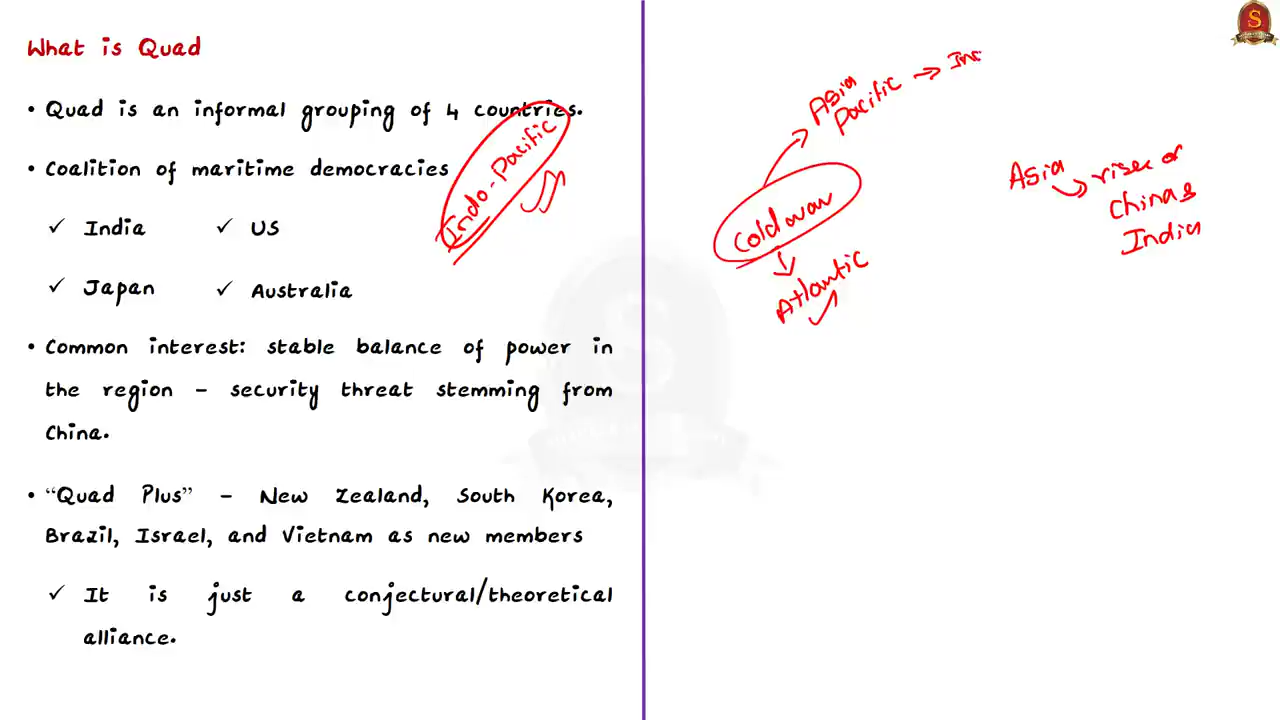 What is Quad
• Quad is an informal grouping of 4 countries.
• Coalition of maritime democracies
✓ India ✓ US
✓ Japan ✓ Australia
• Common interest: stable balance of power in
the region – security threat stemming from
China.
• “Quad Plus” – New Zealand, South Korea,
Brazil, Israel, and Vietnam as new members
✓ It is just a conjectural/theoretical
alliance.
Indo-Pacific
Asia
Pacific → Inc
Cold war
Atlantic
Asia rise of
China &
India
S